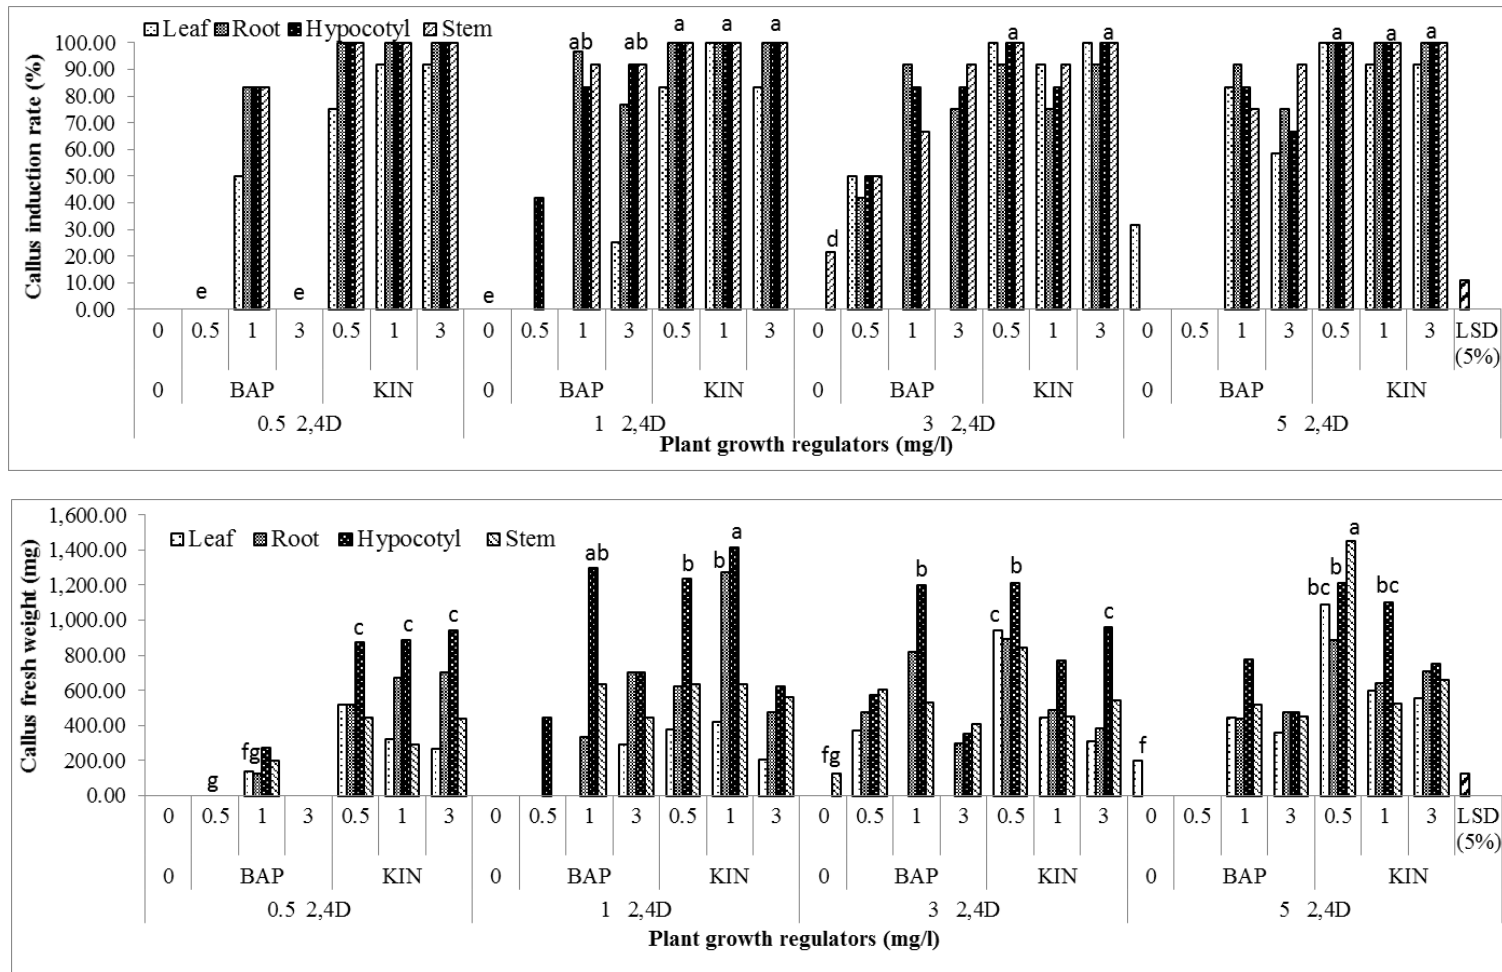 Leaf Root Hypocotyl Stem
a a a a a a a a
ab ab
100.00
90.00
80.00
70.00
60.00
50.00
40.00
30.00
20.00
10.00
0.00
Callus induction rate (%)
e e e d
0 0.5 1 3 0.5 1 3 0 0.5 1 3 0.5 1 3 0 0.5 1 3 0.5 1 3 0 0.5 1 3 0.5 1 3 LSD
(5%)
0 BAP KIN 0 BAP KIN 0 BAP KIN 0 BAP KIN
0.5 2,4D 1 2,4D 3 2,4D 5 2,4D
Plant growth regulators (mg/l)
1,600.00
1,400.00
1,200.00
1,000.00
800.00
600.00
400.00
200.00
0.00
Callus fresh weight (mg)
Leaf Root Hypocotyl Stem
g fg c c c ab b b a fg b c b c f bc b a bc
0 0.5 1 3 0.5 1 3 0 0.5 1 3 0.5 1 3 0 0.5 1 3 0.5 1 3 0 0.5 1 3 0.5 1 3 LSD
(5%)
0 BAP KIN 0 BAP KIN 0 BAP KIN 0 BAP KIN
0.5 2,4D 1 2,4D 3 2,4D 5 2,4D
Plant growth regulators (mg/l)